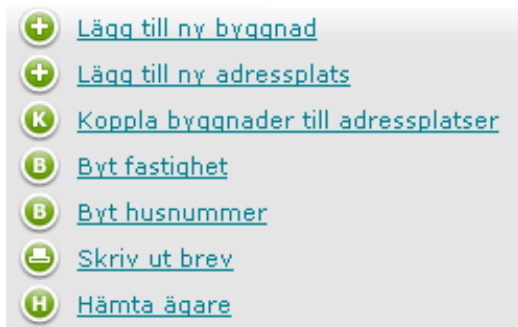 Lägg till ny byggnad
Lägg till ny adressplats
K Koppla byggnader till adressplatser
B Byt fastighet
B Byt husnummer
Skriv ut brev
H Hämta ägare